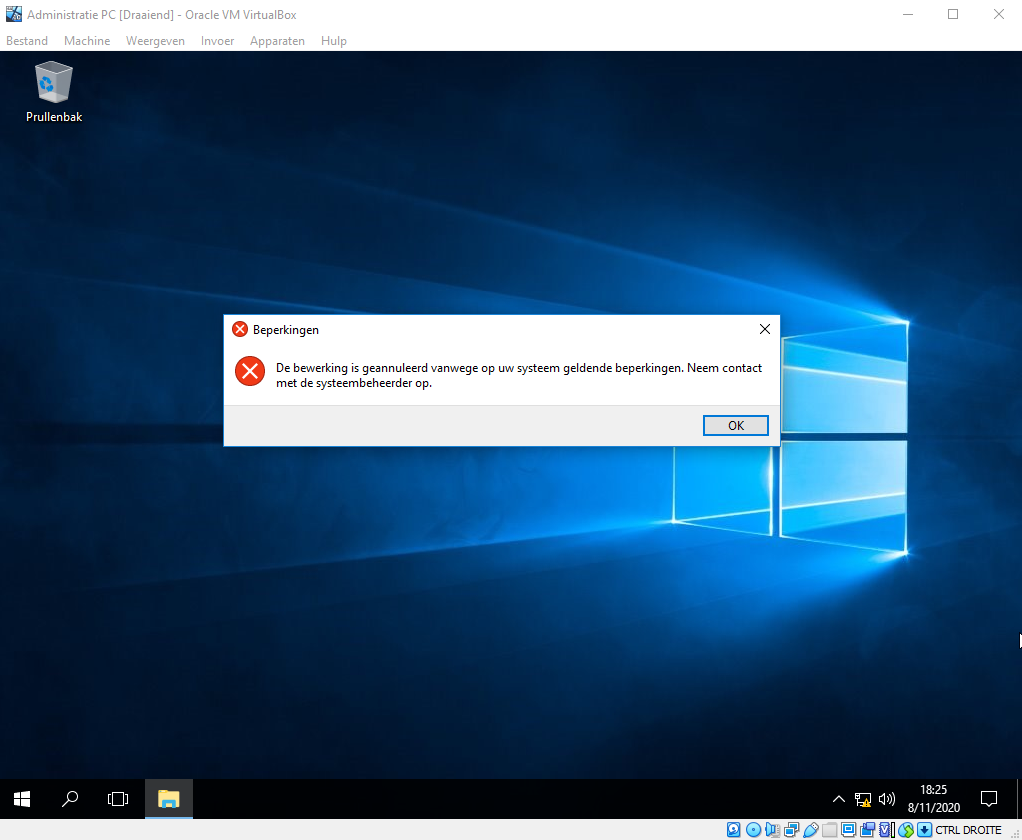 Administratie PC [Draaiend] - Oracle VM VirtualBox
Bestand Machine Weergeven Invoer Apparaten Hulp
Prullenbak
Beperkingen
De bewerking is geannuleerd vanwege op uw systeem geldende beperkingen. Neem contact
met de systeembeheerder op.
OK
18:25
8/11/2020
CTRL DROITE